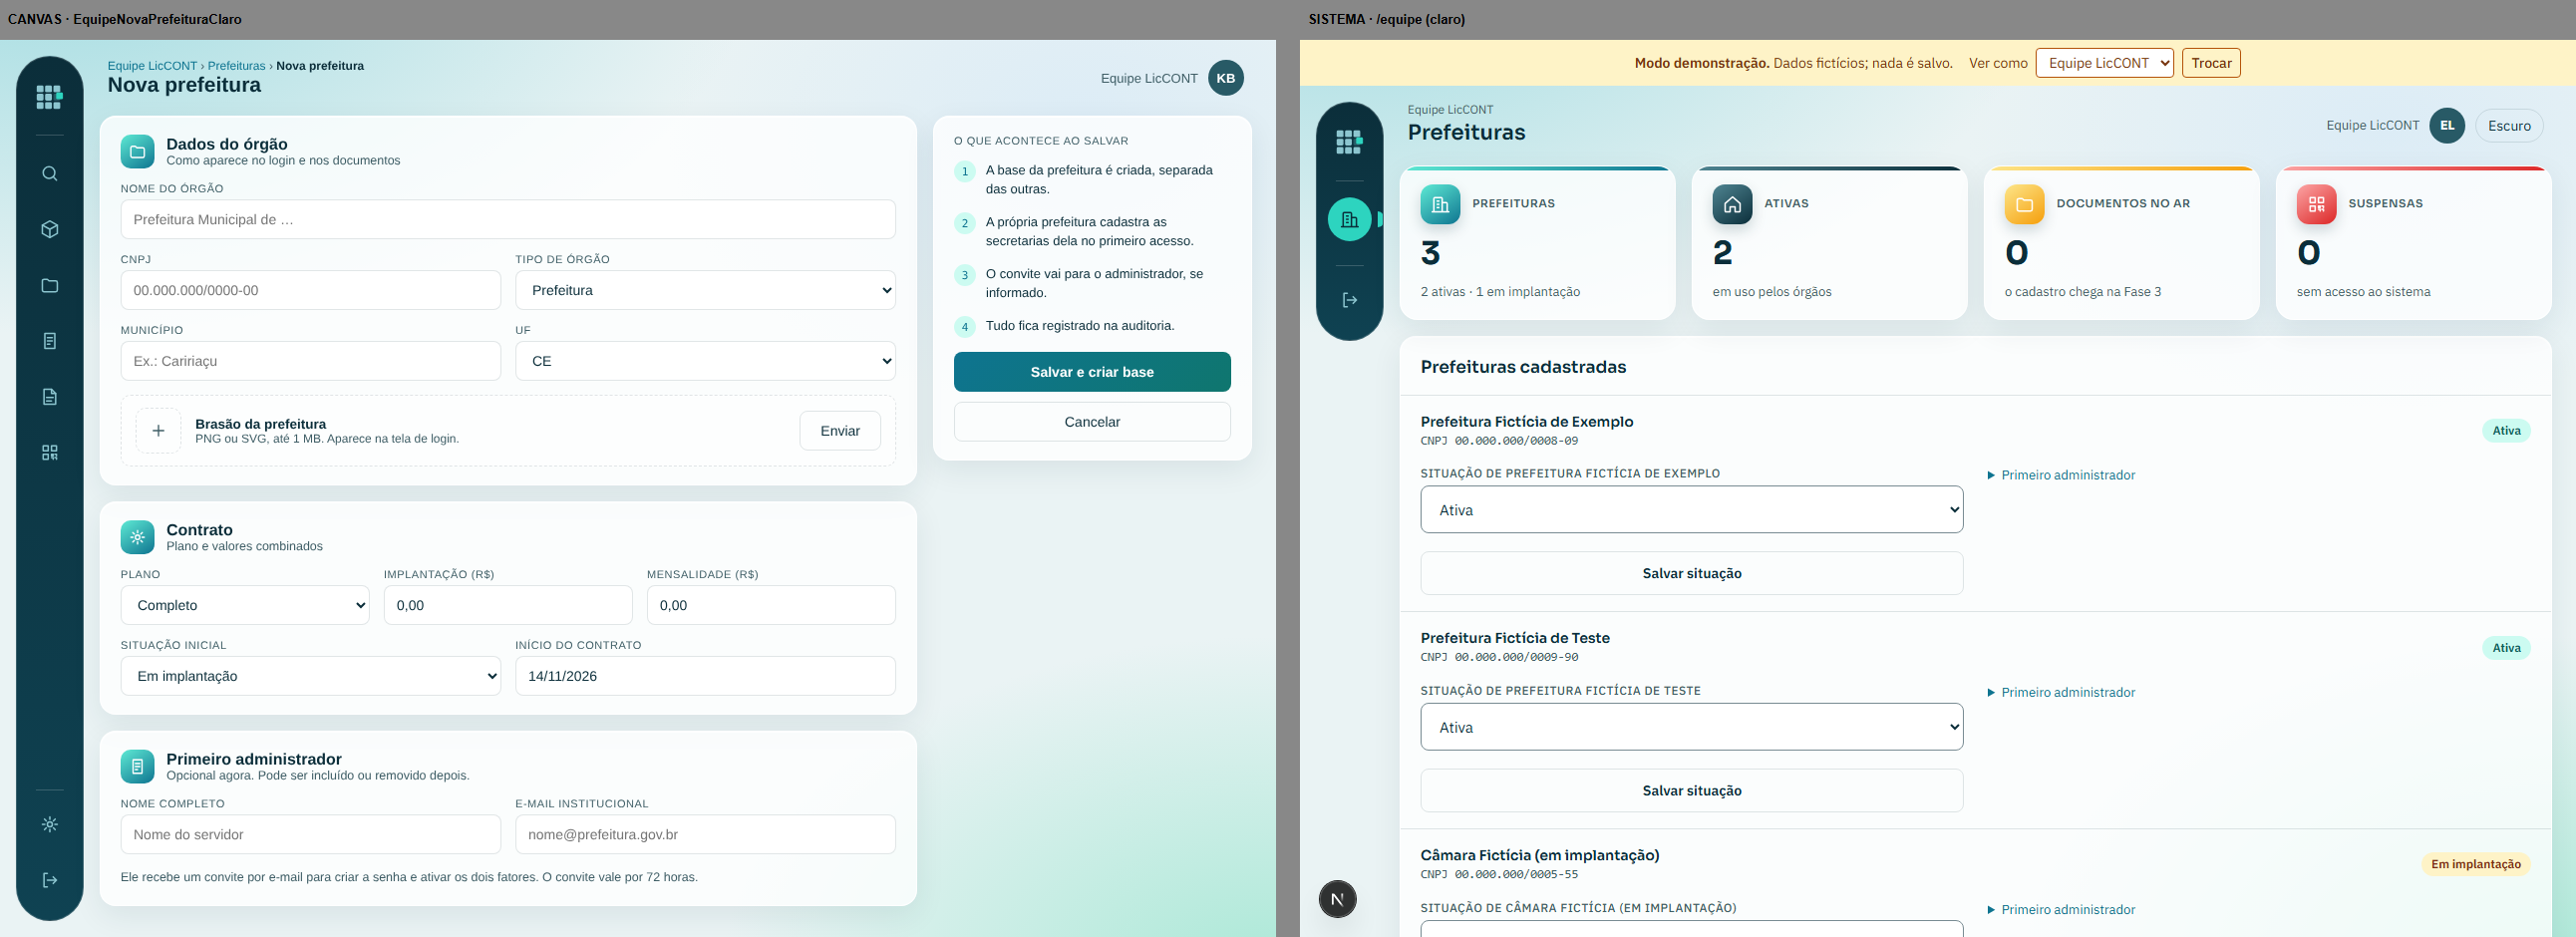 CANVAS · EquipeNovaPrefeituraClaro
Equipe LicCONT › Prefeituras › Nova prefeitura
Nova prefeitura
Equipe LicCONT
KB
Dados do órgão
Como aparece no login e nos documentos
NOME DO ÓRGÃO
Prefeitura Municipal de …
CNPJ
TIPO DE ÓRGÃO
00.000.000/0000-00
Prefeitura
MUNICÍPIO
UF
Ex.: Caririaçu
CE
Brasão da prefeitura
PNG ou SVG, até 1 MB. Aparece na tela de login.
Enviar
Contrato
Plano e valores combinados
PLANO
IMPLANTAÇÃO (R$)
MENSALIDADE (R$)
Completo
0,00
0,00
SITUAÇÃO INICIAL
INÍCIO DO CONTRATO
Em implantação
14/11/2026
Primeiro administrador
Opcional agora. Pode ser incluído ou removido depois.
NOME COMPLETO
E-MAIL INSTITUCIONAL
Nome do servidor
nome@prefeitura.gov.br
Ele recebe um convite por e-mail para criar a senha e ativar os dois fatores. O convite vale por 72 horas.
O QUE ACONTECE AO SALVAR
1 A base da prefeitura é criada, separada
das outras.
2 A própria prefeitura cadastra as
secretarias dela no primeiro acesso.
3 O convite vai para o administrador, se
informado.
4 Tudo fica registrado na auditoria.
Salvar e criar base
Cancelar
SISTEMA · /equipe (claro)
Modo demonstração. Dados fictícios; nada é salvo. Ver como Equipe LicCONT Trocar
Equipe LicCONT
Prefeituras
Equipe LicCONT
EL
Escuro
PREFEITURAS
3
2 ativas · 1 em implantação
ATIVAS
2
em uso pelos órgãos
DOCUMENTOS NO AR
0
o cadastro chega na Fase 3
SUSPENSAS
0
sem acesso ao sistema
Prefeituras cadastradas
Prefeitura Fictícia de Exemplo
CNPJ 00.000.000/0008-09
Ativa
SITUAÇÃO DE PREFEITURA FICTÍCIA DE EXEMPLO
Primeiro administrador
Ativa
Salvar situação
Prefeitura Fictícia de Teste
CNPJ 00.000.000/0009-90
Ativa
SITUAÇÃO DE PREFEITURA FICTÍCIA DE TESTE
Primeiro administrador
Ativa
Salvar situação
Câmara Fictícia (em implantação)
CNPJ 00.000.000/0005-55
Em implantação
SITUAÇÃO DE CÂMARA FICTÍCIA (EM IMPLANTAÇÃO)
Primeiro administrador
N